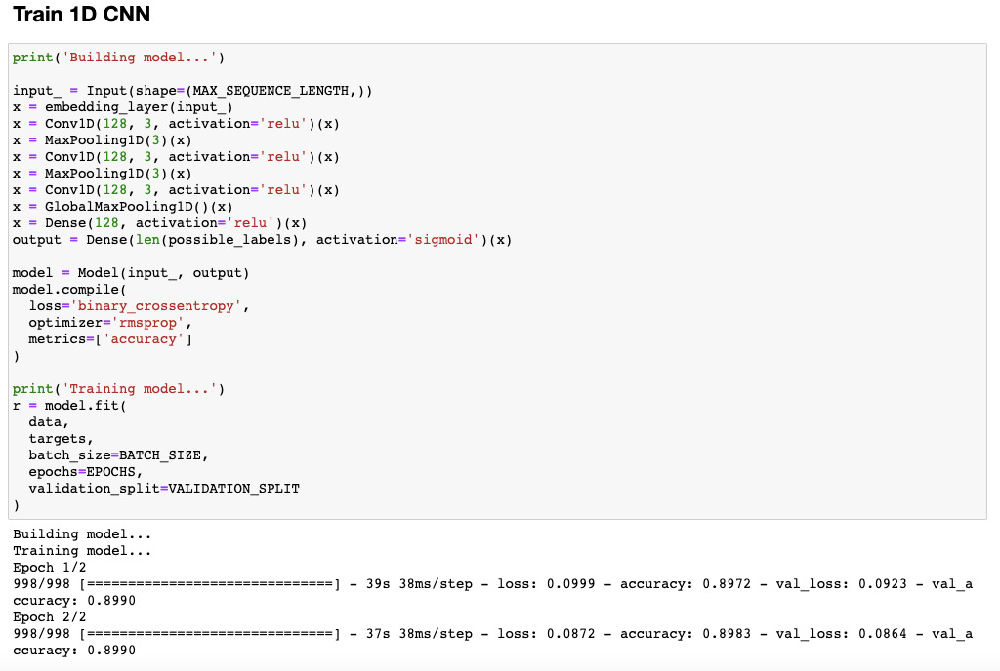 Train 1D CNN
print('Building model...')
input_ = Input(shape=(MAX_SEQUENCE_LENGTH,))
x = embedding_layer(input_)
x = Conv1D(128, 3, activation='relu')(x)
x = MaxPooling1D(3)(x)
x = Conv1D(128, 3, activation='relu')(x)
x = MaxPooling1D(3)(x)
x = Conv1D(128, 3, activation='relu')(x)
x = GlobalMaxPooling1D()(x)
x = Dense(128, activation='relu')(x)
output = Dense(len(possible_labels), activation='sigmoid')(x)
model = Model(input_, output)
model.compile(
  loss='binary_crossentropy',
  optimizer='rmsprop',
  metrics=['accuracy']
)
print('Training model...')
r = model.fit(
  data,
  targets,
  batch_size=BATCH_SIZE,
  epochs=EPOCHS,
  validation_split=VALIDATION_SPLIT
)
Building model...
Training model...
Epoch 1/2
998/998 [==============================] - 39s 38ms/step - loss: 0.0999 - accuracy: 0.8972 - val_loss: 0.0923 - val_a
ccuracy: 0.8990
Epoch 2/2
998/998 [==============================] - 37s 38ms/step - loss: 0.0872 - accuracy: 0.8983 - val_loss: 0.0864 - val_a
ccuracy: 0.8990